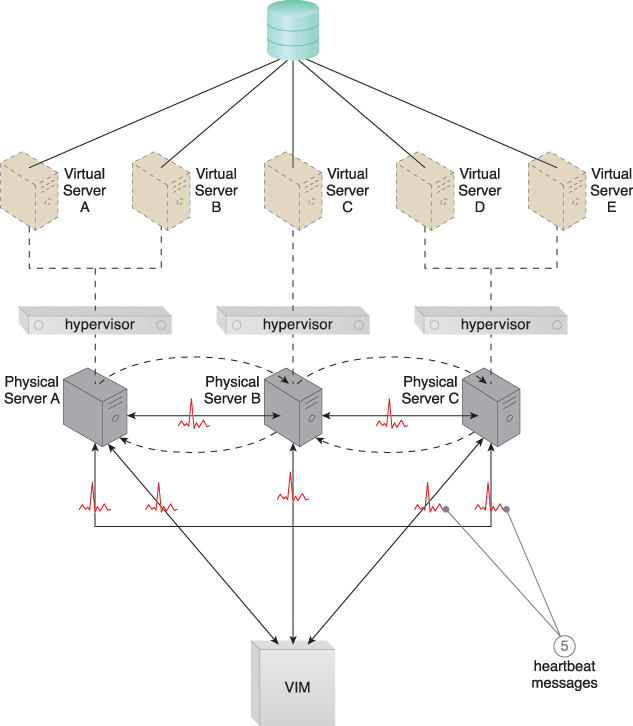 Virtual
Server
A
Virtual
Server
B
Virtual
Server
C
Virtual
Server
D
Virtual
Server
E
hypervisor
hypervisor
hypervisor
Physical
Server A
Physical
Server B
Physical
Server C
5
heartbeat
messages
VIM